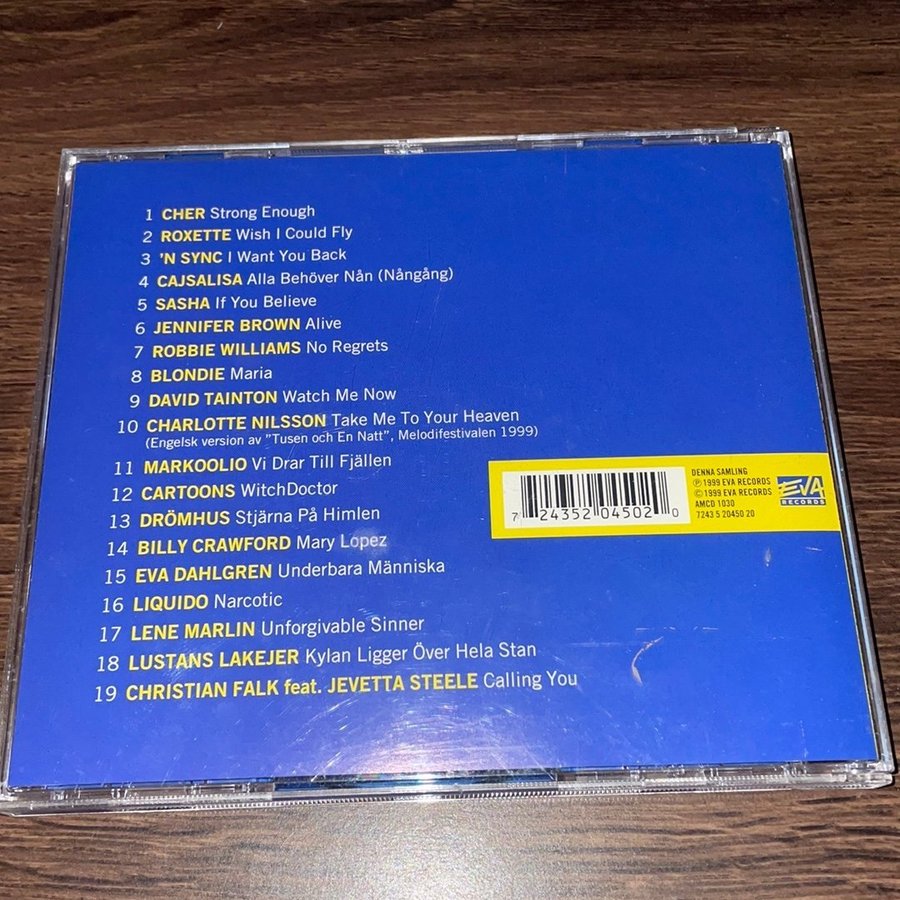 1 CHER Strong Enough
2 ROXETTE Wish I Could Fly
3 'N SYNC I Want You Back
4 CAJSALISA Alla Behöver Nån (Nångång)
5 SASHA If You Believe
6 JENNIFER BROWN Alive
7 ROBBIE WILLIAMS No Regrets
8 BLONDIE Maria
9 DAVID TAINTON Watch Me Now
10 CHARLOTTE NILSSON Take Me To Your Heaven
(Engelsk version av "Tusen och En Natt", Melodifestivalen 1999)
11 MARKOOLIO Vi Drar Till Fjällen
12 CARTOONS WitchDoctor
13 DRÖMHUS Stjärna På Himlen
14 BILLY CRAWFORD Mary Lopez
15 EVA DAHLGREN Underbara Människa
16 LIQUIDO Narcotic
17 LENE MARLIN Unforgivable Sinner
18 LUSTANS LAKEJER Kylan Ligger Över Hela Stan
19 CHRISTIAN FALK feat. JEVETTA STEELE Calling You
7 24352 04502 0
DENNA SAMLING
℗ 1999 EVA RECORDS
© 1999 EVA RECORDS
AMCD 1030
7243 5 20450 20
EVA
RECORDS